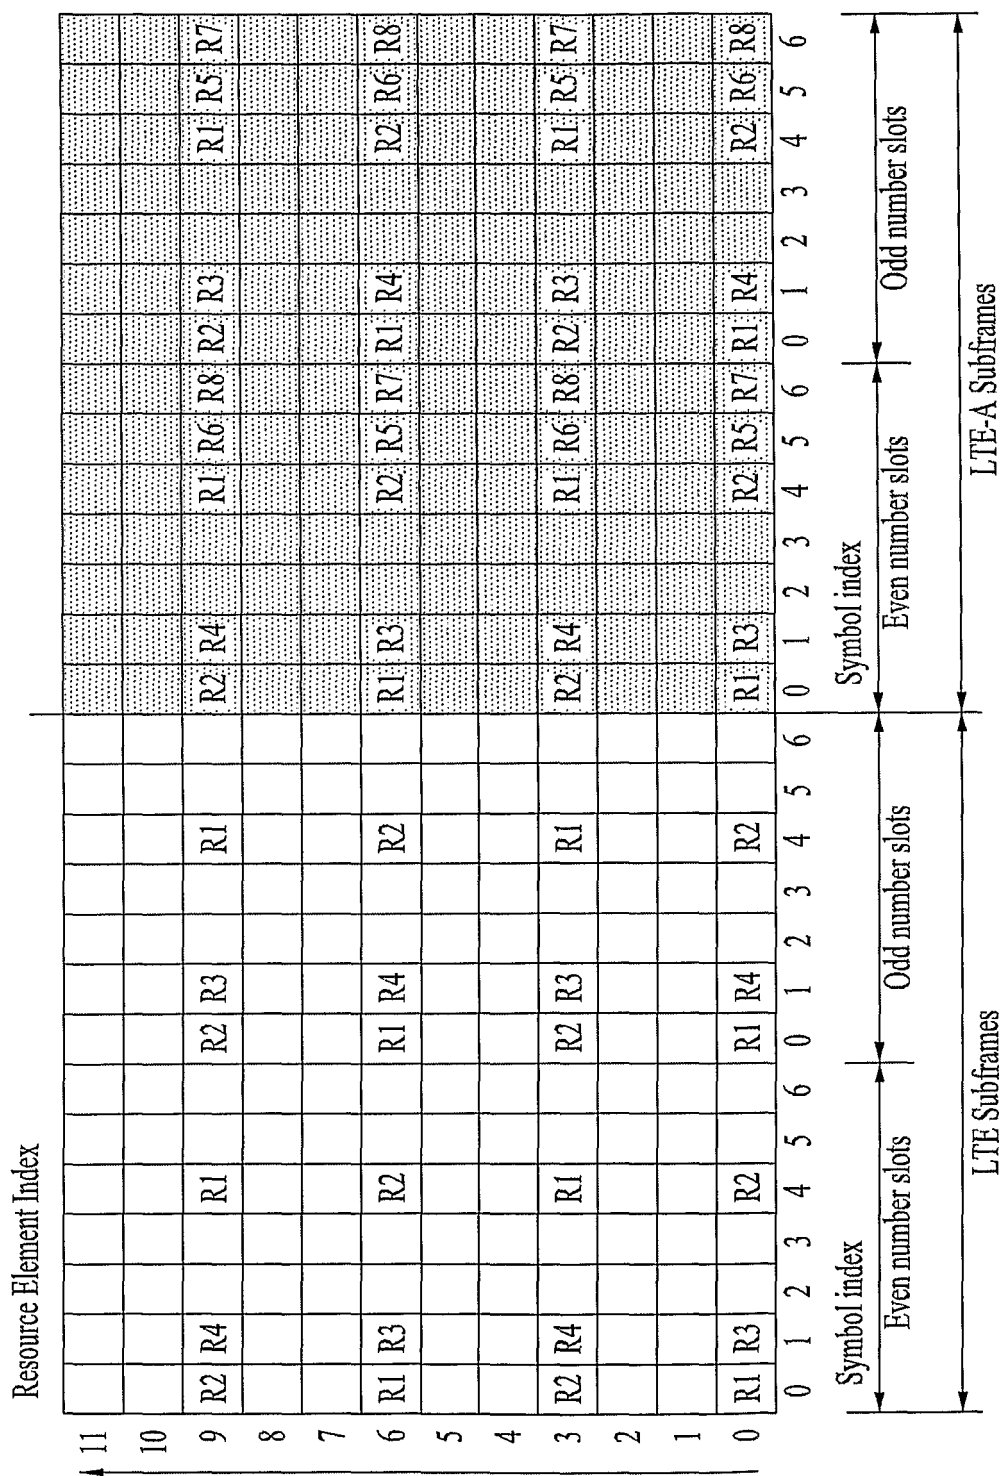 Resource Element Index
11
10
9 R2 R4 R1 R2 R3 R1 R2 R4 R1 R6 R8 R2 R3 R1 R5 R7
8
7
6 R1 R3 R2 R1 R4 R2 R1 R3 R2 R5 R7 R1 R4 R2 R6 R8
5
4
3 R2 R4 R1 R2 R3 R1 R2 R4 R1 R6 R8 R2 R3 R1 R5 R7
2
1
0 R1 R3 R2 R1 R4 R2 R1 R3 R2 R5 R7 R1 R4 R2 R6 R8
0 1 2 3 4 5 6 0 1 2 3 4 5 6 0 1 2 3 4 5 6 0 1 2 3 4 5 6
Symbol index Symbol index
Even number slots Odd number slots Even number slots Odd number slots
LTE Subframes LTE-A Subframes